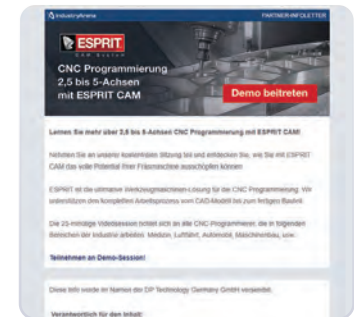 IndustryArena
PARTNER-INFOLETTER
ESPRIT
CAM SYSTEM
CNC Programmierung
2,5 bis 5-Achsen
mit ESPRIT CAM
Demo beitreten
Lernen Sie mehr über 2,5 bis 5-Achsen CNC Programmierung mit ESPRIT CAM!
Nehmen Sie an unserer kostenlosen Sitzung teil und entdecken Sie, wie Sie mit ESPRIT
CAM das volle Potential Ihrer Fräsmaschine ausschöpfen können.
ESPRIT ist die ultimative Werkzeugmaschinen-Lösung für die CNC Programmierung. Wir
unterstützen den kompletten Arbeitsprozess vom CAD-Modell bis zum fertigen Bauteil.
Die 25-minütige Videosession richtet sich an alle CNC-Programmierer, die in folgenden
Bereichen der Industrie arbeiten: Medizin, Luftfahrt, Automobil, Maschinenbau, usw.
Teilnehmen an Demo-Session!
Diese Info wurde im Namen der DP Technology Germany GmbH versendet.
Verantwortlich für den Inhalt: